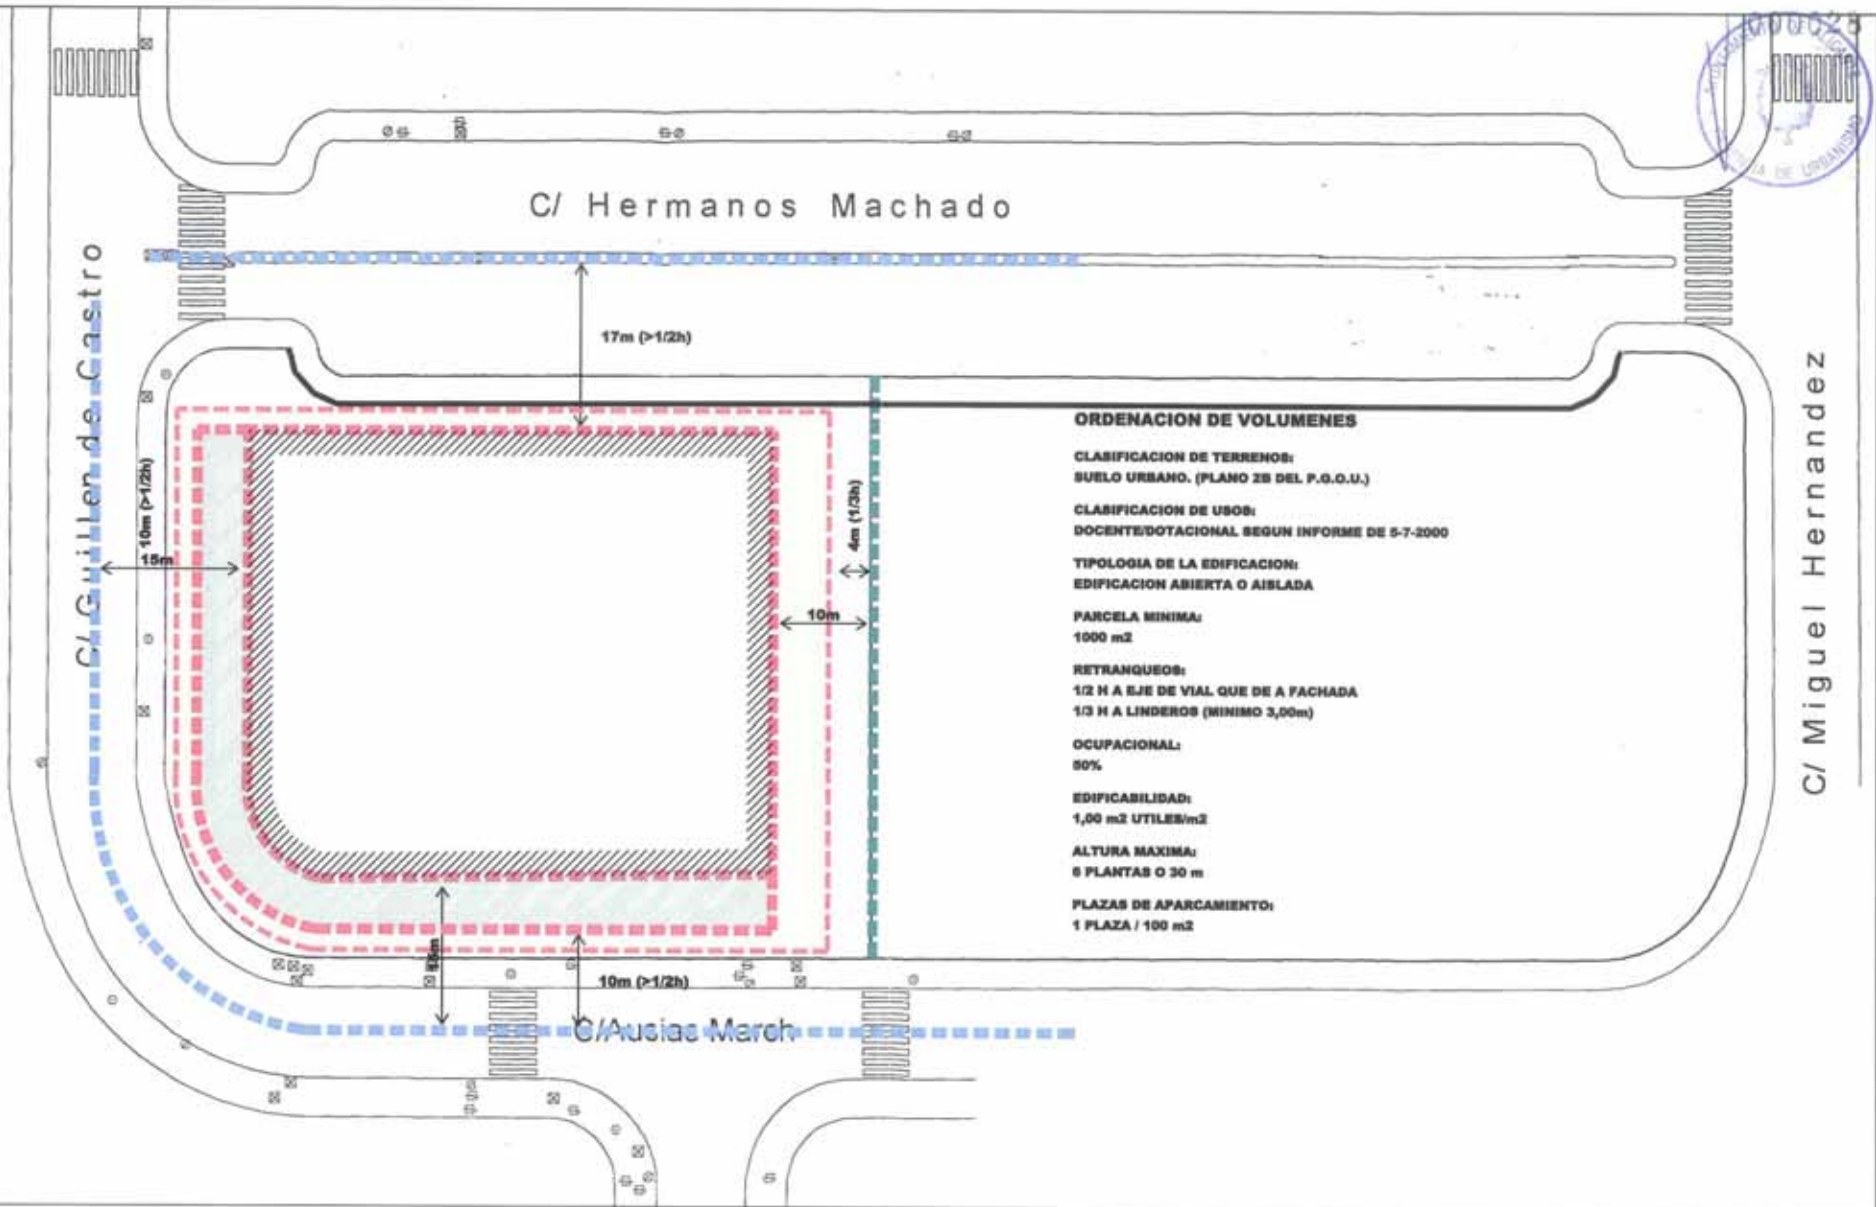 C/ Hermanos Machado
C/ Guillen de Castro
17m (>1/2h)
10m (>1/2h)
15m
4m (1/3h)
10m
15m
10m (>1/2h)
C/Ausias March
C/ Miguel Hernandez
ORDENACION DE VOLUMENES
CLASIFICACION DE TERRENOS:
SUELO URBANO. (PLANO 2B DEL P.G.O.U.)
CLASIFICACION DE USOS:
DOCENTE/DOTACIONAL SEGUN INFORME DE 5-7-2000
TIPOLOGIA DE LA EDIFICACION:
EDIFICACION ABIERTA O AISLADA
PARCELA MINIMA:
1000 m2
RETRANQUEOS:
1/2 H A EJE DE VIAL QUE DE A FACHADA
1/3 H A LINDEROS (MINIMO 3,00m)
OCUPACIONAL:
50%
EDIFICABILIDAD:
1,00 m2 UTILES/m2
ALTURA MAXIMA:
6 PLANTAS O 30 m
PLAZAS DE APARCAMIENTO:
1 PLAZA / 100 m2
DE URBANISMO